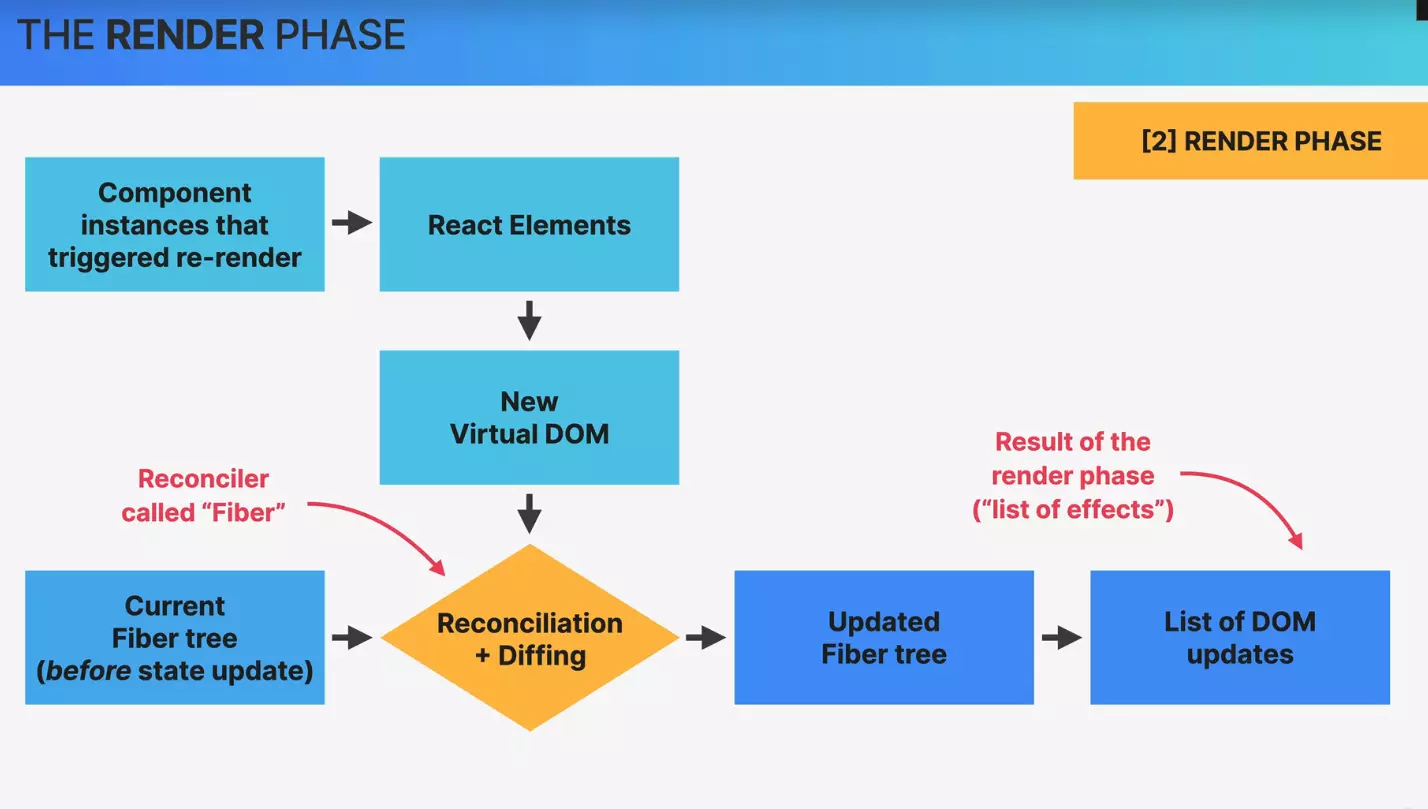 THE RENDER PHASE
[2] RENDER PHASE
Component
instances that
triggered re-render
React Elements
New
Virtual DOM
Reconciler
called “Fiber”
Result of the
render phase
(“list of effects”)
Current
Fiber tree
(before state update)
Reconciliation
+ Diffing
Updated
Fiber tree
List of DOM
updates